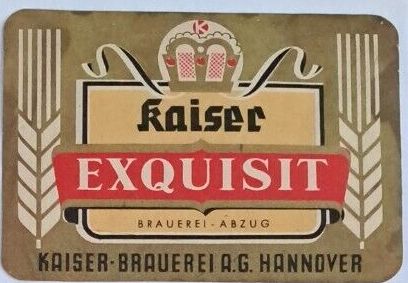 K
Kaiser
EXQUISIT
BRAUEREI-ABZUG
KAISER-BRAUEREI A.G. HANNOVER